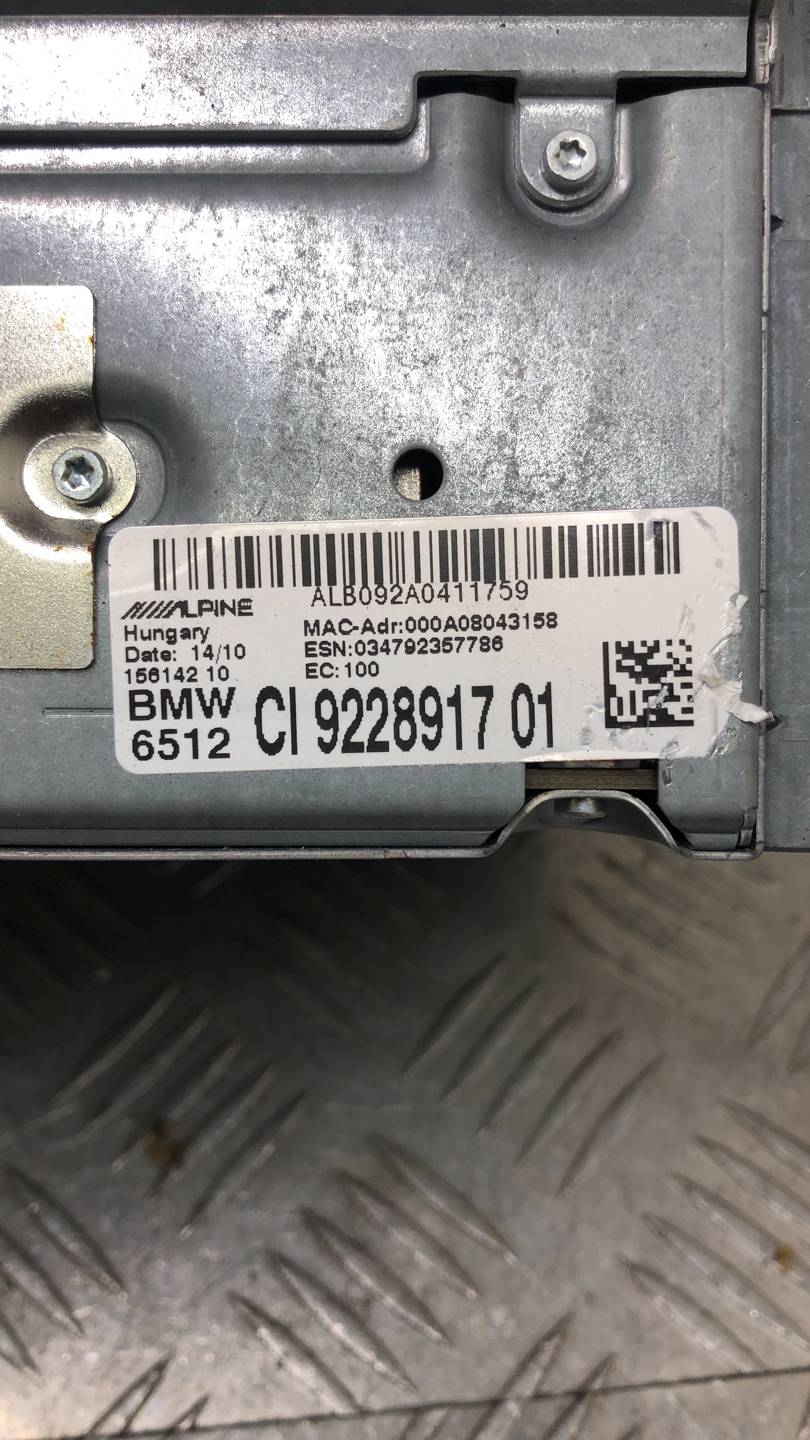 ALB092A0411759
ALPINE
Hungary
MAC-Adr:000A08043158
Date: 14/10
ESN:034792357786
156142 10
EC:100
BMW
6512
CI 9228917 01